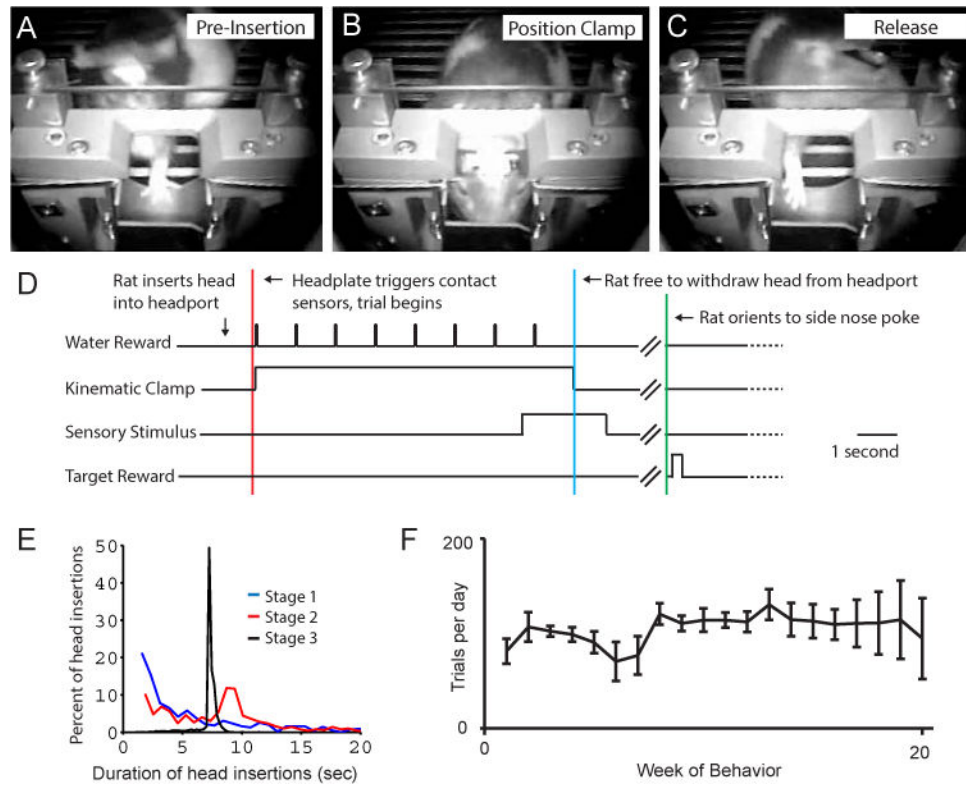 A
Pre-Insertion
B
Position Clamp
C
Release
D
Rat inserts head
into headport
Headplate triggers contact
sensors, trial begins
Rat free to withdraw head from headport
Rat orients to side nose poke
Water Reward
Kinematic Clamp
Sensory Stimulus
Target Reward
1 second
E
Percent of head insertions
50
40
30
20
10
0
Stage 1
Stage 2
Stage 3
0 5 10 15 20
Duration of head insertions (sec)
F
Trials per day
200
0
0 20
Week of Behavior